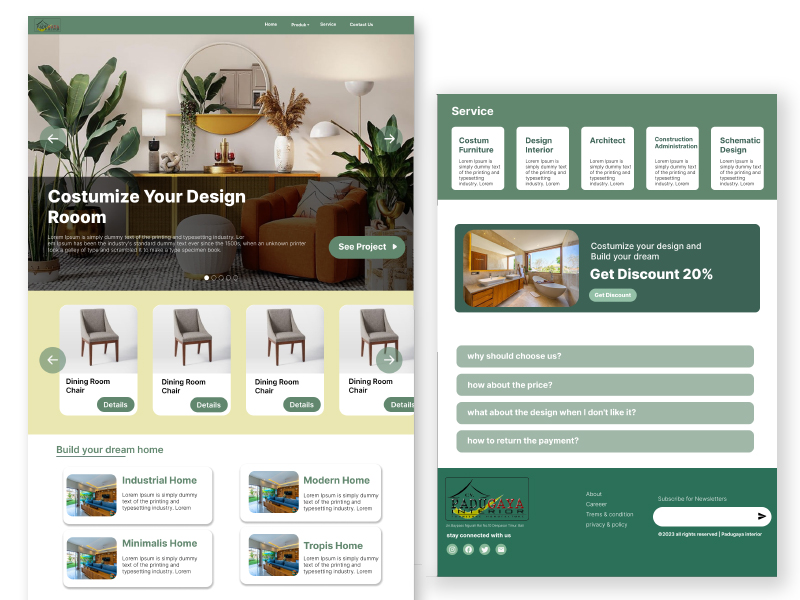 Home Produk Service Contact Us
Costumize Your Design
Rooom
Lorem Ipsum is simply dummy text of the printing and typesetting industry. Lor
em Ipsum has been the industry's standard dummy text ever since the 1500s, when an unknown printer
took a galley of type and scrambled it to make a type specimen book.
See Project
Dining Room
Chair
Details
Dining Room
Chair
Details
Dining Room
Chair
Details
Dining Room
Chair
Details
Build your dream home
Industrial Home
Lorem Ipsum is simply dummy
text of the printing and
typesetting industry. Lorem
Modern Home
Lorem Ipsum is simply dummy
text of the printing and
typesetting industry. Lorem
Minimalis Home
Lorem Ipsum is simply dummy
text of the printing and
typesetting industry. Lorem
Tropis Home
Lorem Ipsum is simply dummy
text of the printing and
typesetting industry. Lorem
Service
Costum
Furniture
Lorem Ipsum is
simply dummy text
of the printing and
typesetting
industry. Lorem
Design
Interior
Lorem Ipsum is
simply dummy text
of the printing and
typesetting
industry. Lorem
Architect
Lorem Ipsum is
simply dummy text
of the printing and
typesetting
industry. Lorem
Construction
Administration
Lorem Ipsum is
simply dummy text
of the printing and
typesetting
industry. Lorem
Schematic
Design
Lorem Ipsum is
simply dummy text
of the printing and
typesetting
industry. Lorem
Costumize your design and
Build your dream
Get Discount 20%
Get Discount
why should choose us?
how about the price?
what about the design when I don't like it?
how to return the payment?
CV.
PADUGAYA
INTERIOR
stay connected with us
About
Careeer
Terms & condition
privacy & policy
Subscribe for Newsletters
©2023 all rights reserved | Padugaya Interior